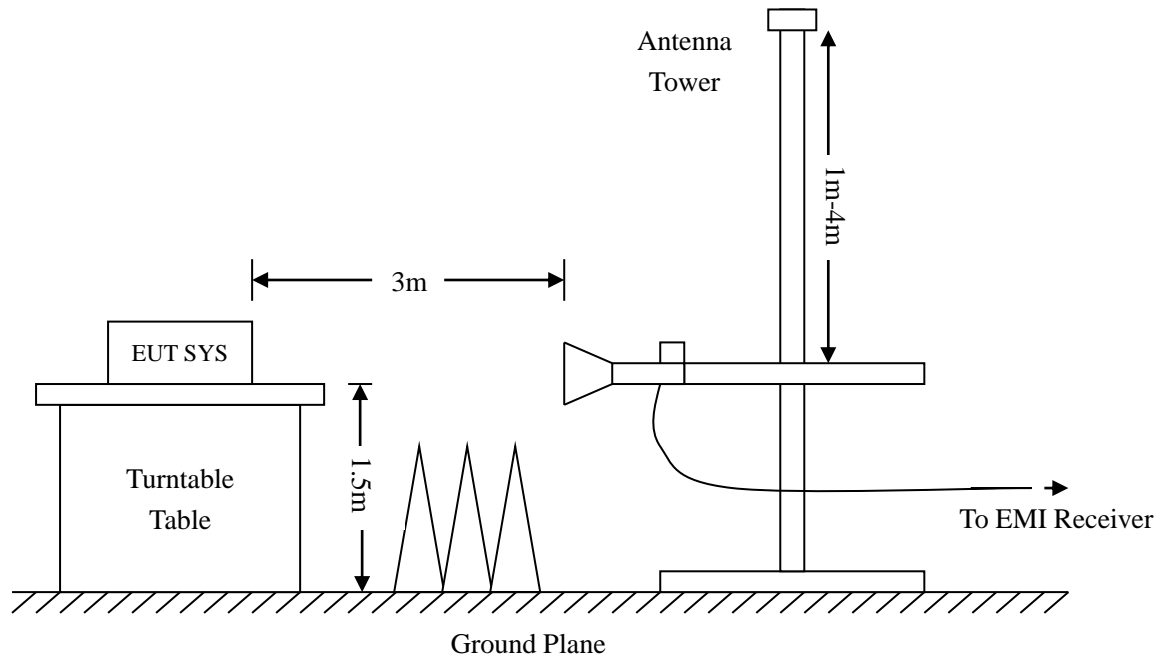 Antenna
Tower
1m-4m
3m
EUT SYS
1.5m
Turntable
Table
To EMI Receiver
Ground Plane